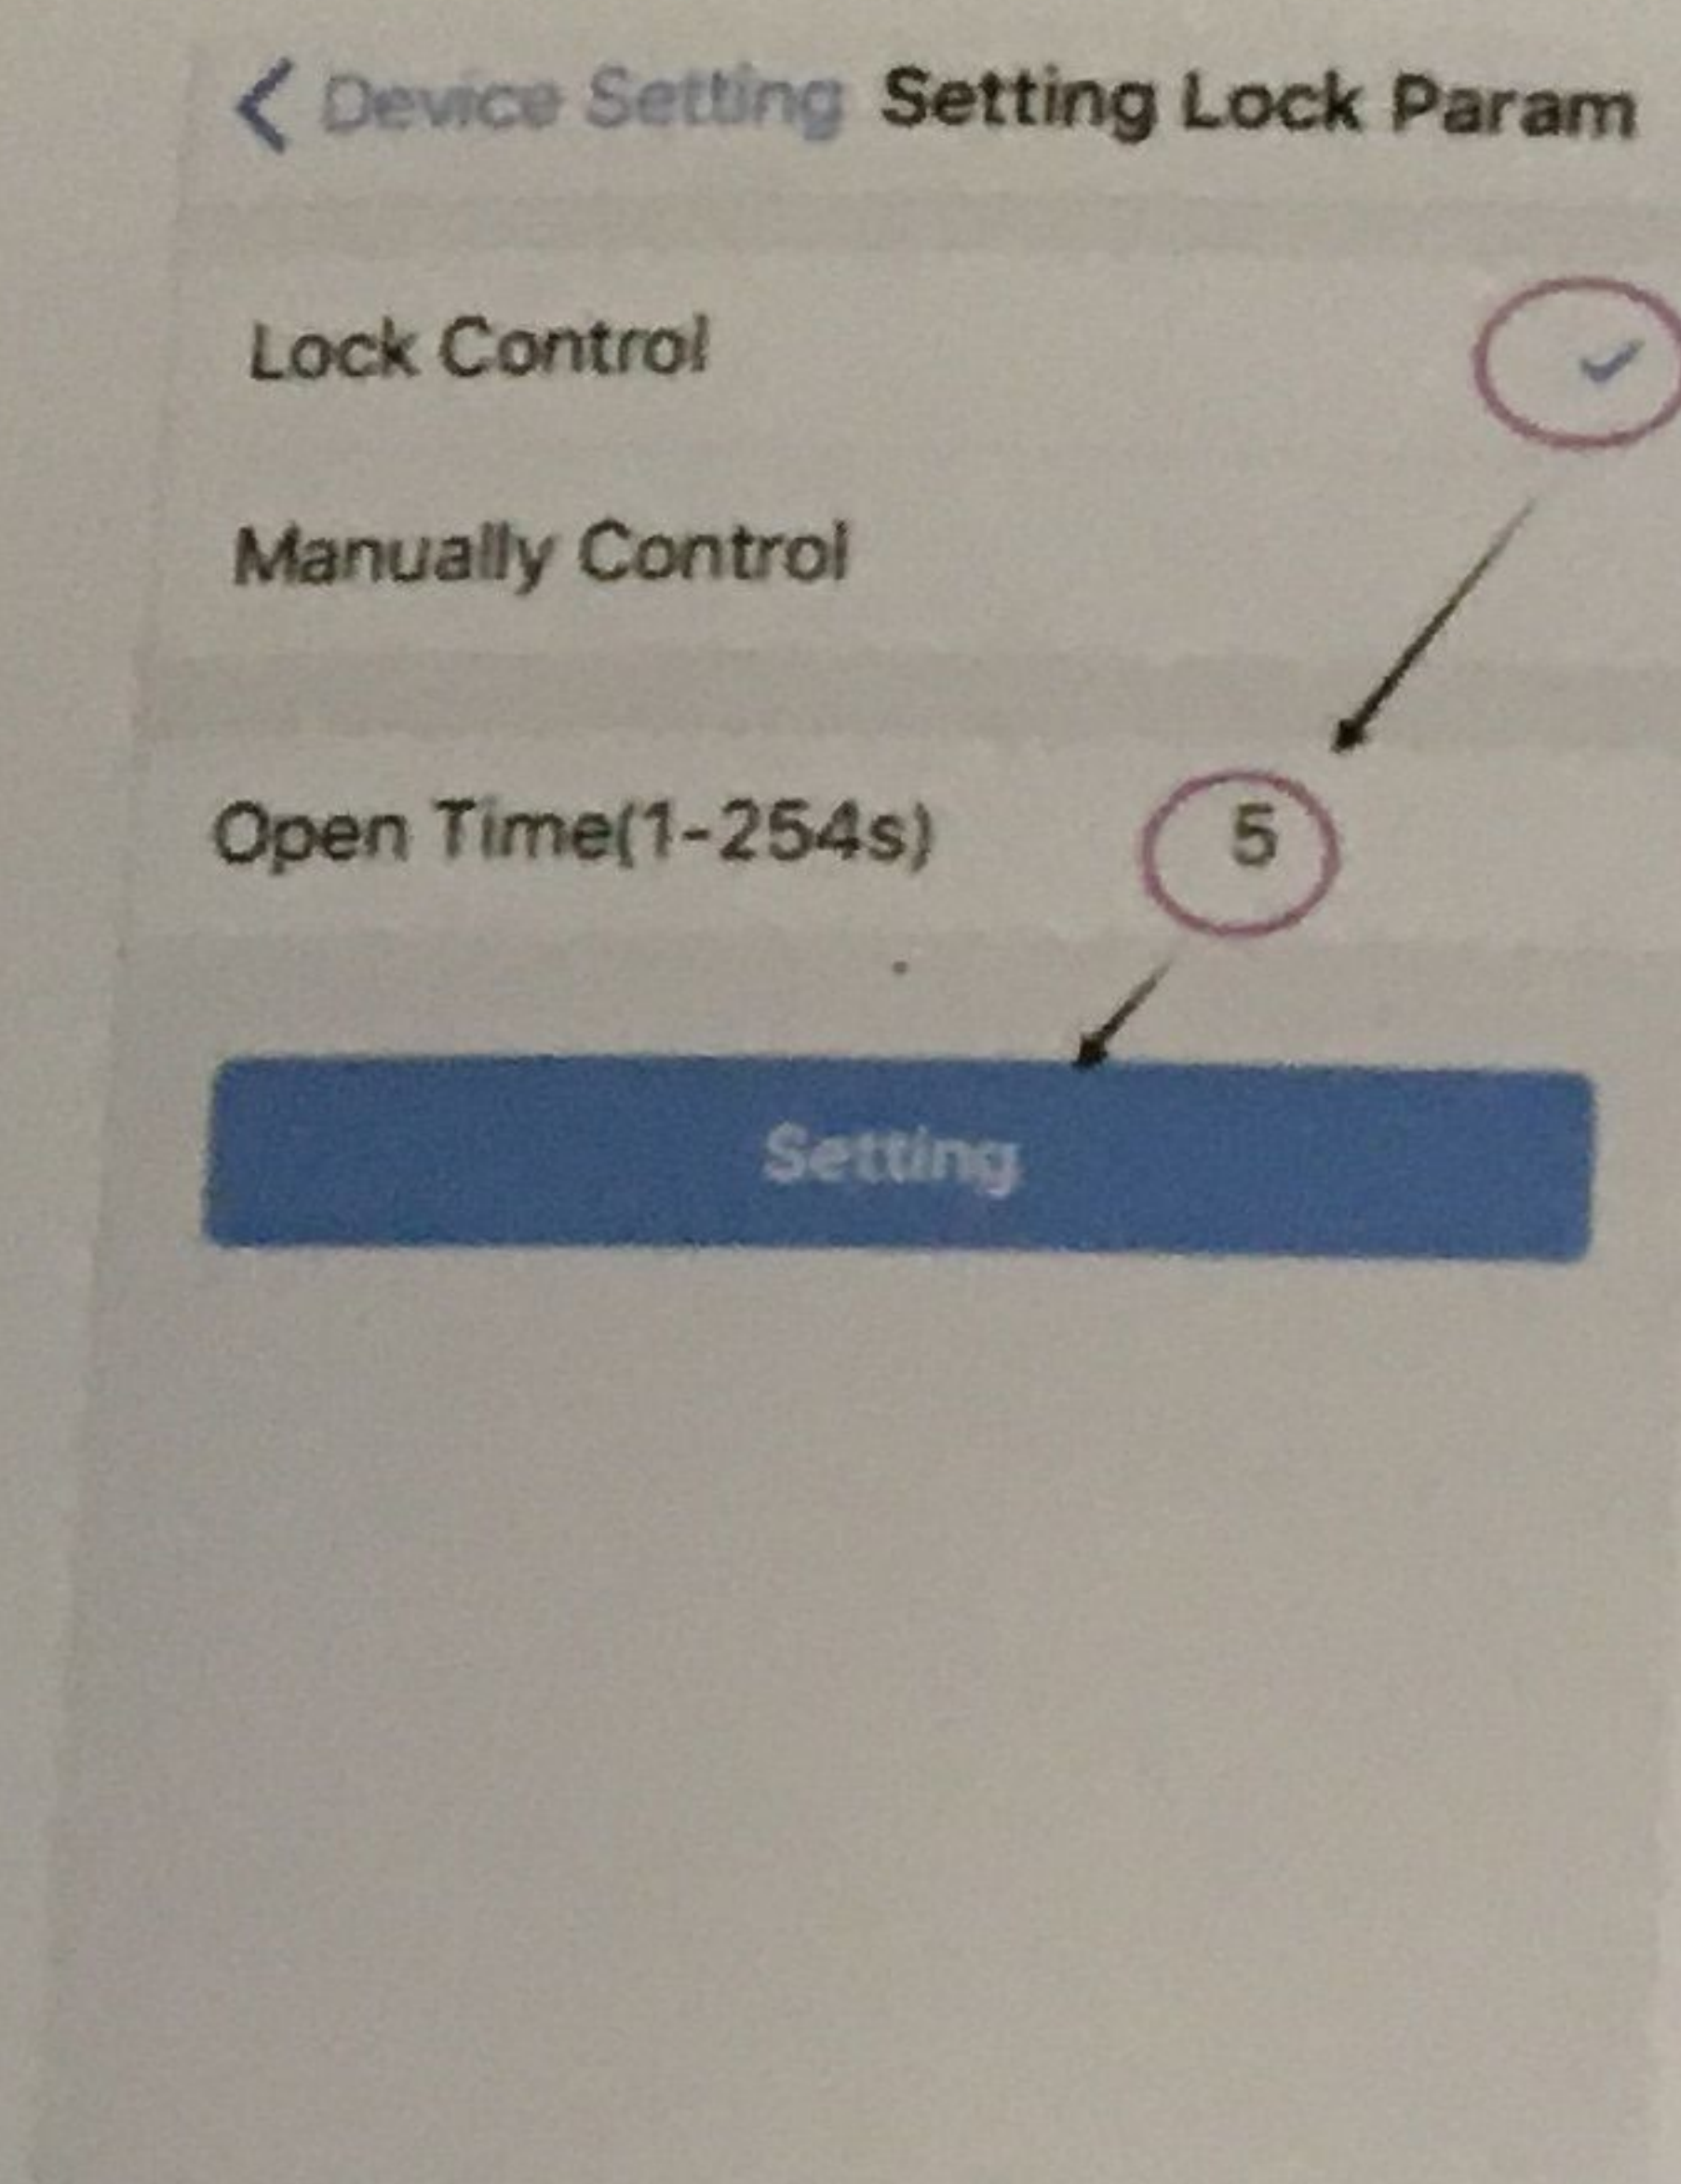 Device Setting Setting Lock Param
Lock Control
Manually Control
Open Time(1-254s) 5
Setting